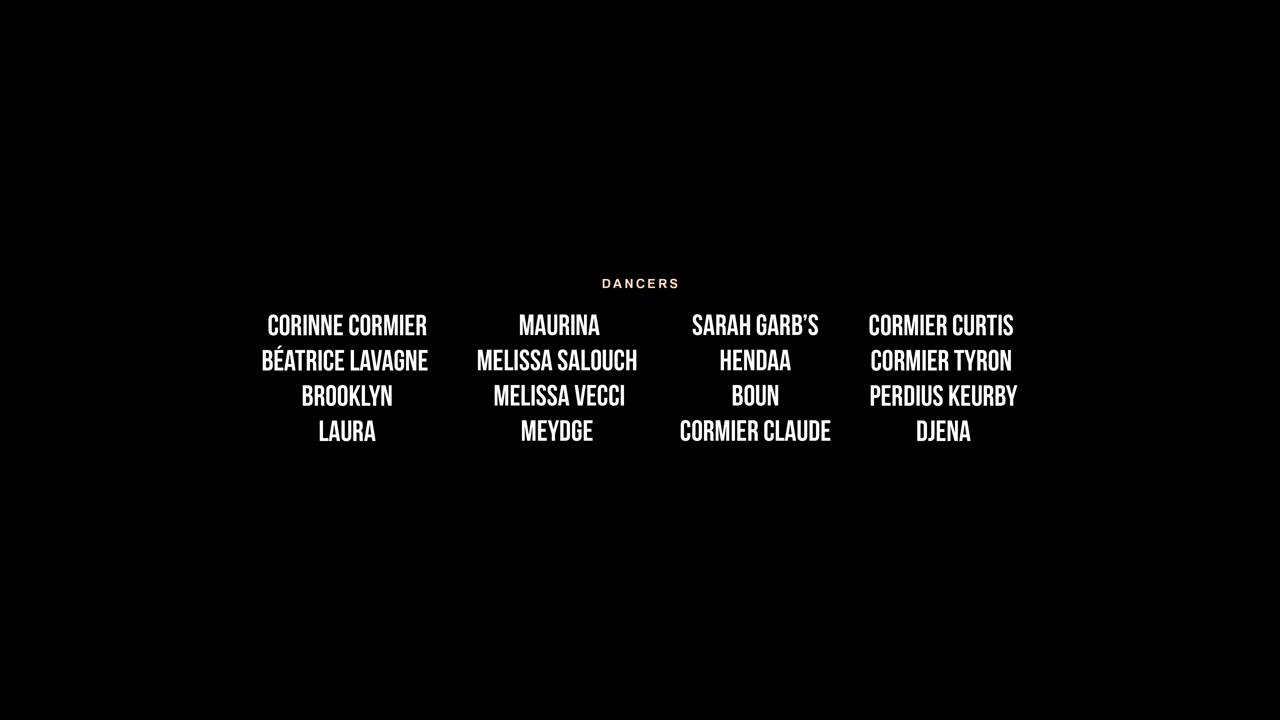 DANCERS
CORINNE CORMIER MAURINA SARAH GARB’S CORMIER CURTIS
BÉATRICE LAVAGNE MELISSA SALOUCH HENDAA CORMIER TYRON
BROOKLYN MELISSA VECCI BOUN PERDIUS KEURBY
LAURA MEYDGE CORMIER CLAUDE DJENA